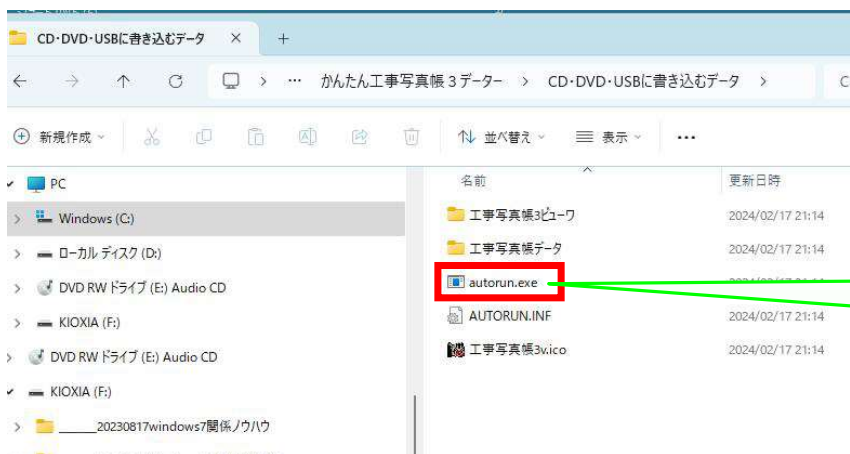 CD・DVD・USBに書き込むデータ
… かんたん工事写真帳３データー > CD・DVD・USBに書き込むデータ >
新規作成
並べ替え
表示
PC
Windows (C:)
ローカル ディスク (D:)
DVD RW ドライブ (E:) Audio CD
KIOXIA (F:)
DVD RW ドライブ (E:) Audio CD
KIOXIA (F:)
______20230817windows7関係ノウハウ
名前 更新日時
工事写真帳3ビューワ 2024/02/17 21:14
工事写真帳データ 2024/02/17 21:14
autorun.exe
AUTORUN.INF 2024/02/17 21:14
工事写真帳3v.ico 2024/02/17 21:14